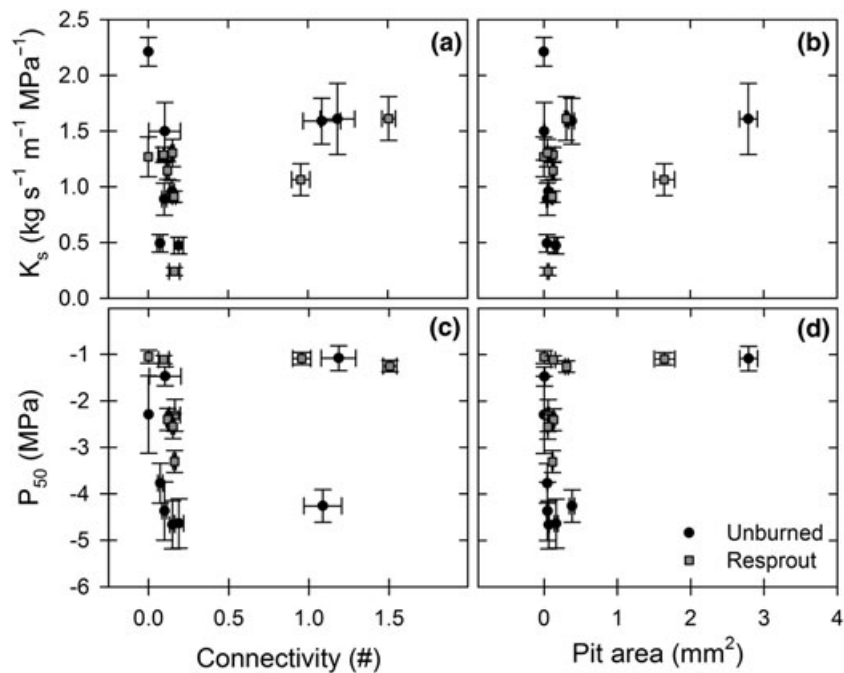 (a)
(b)
2.5
2.0
1.5
1.0
0.5
0.0
K_s (kg s⁻¹ m⁻¹ MPa⁻¹)
(c)
(d)
-1
-2
-3
-4
-5
-6
P₅₀ (MPa)
Unburned
Resprout
0.0 0.5 1.0 1.5
0 1 2 3 4
Connectivity (#)
Pit area (mm²)